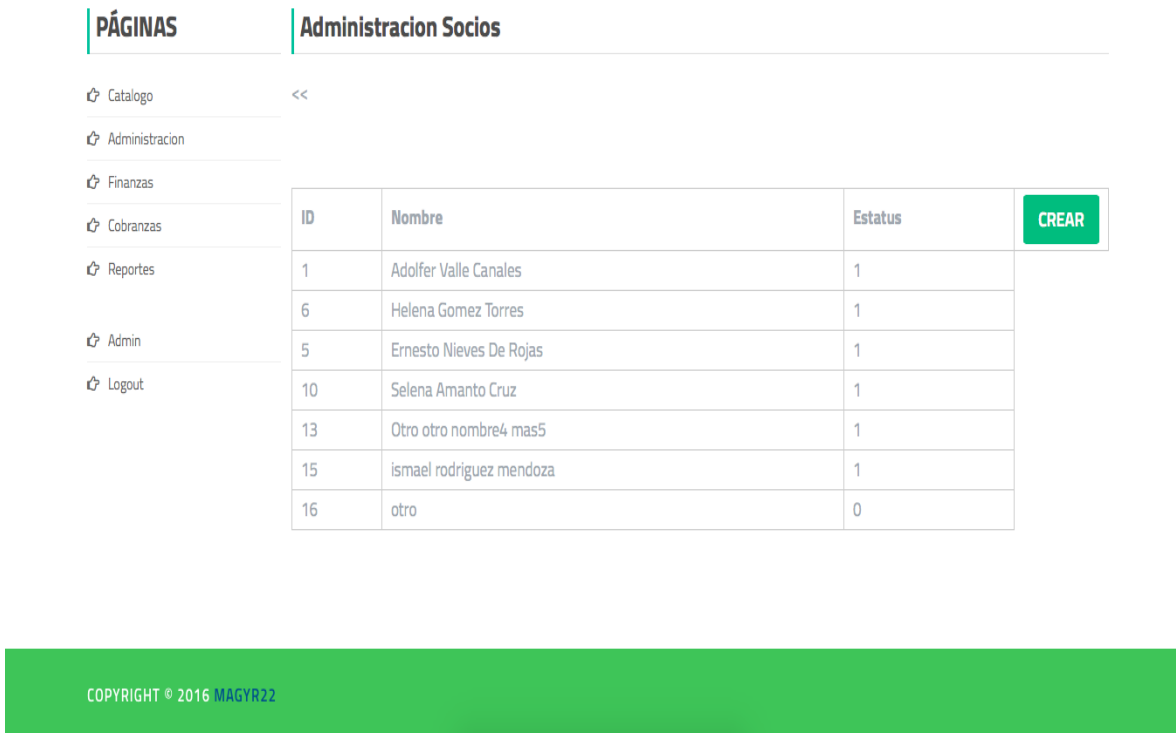 PÁGINAS
Catalogo
Administracion
Finanzas
Cobranzas
Reportes
Admin
Logout
Administracion Socios
<<
ID Nombre Estatus CREAR
1 Adolfer Valle Canales 1
6 Helena Gomez Torres 1
5 Ernesto Nieves De Rojas 1
10 Selena Amanto Cruz 1
13 Otro otro nombre4 mas5 1
15 ismael rodriguez mendoza 1
16 otro 0
COPYRIGHT © 2016 MAGYR22